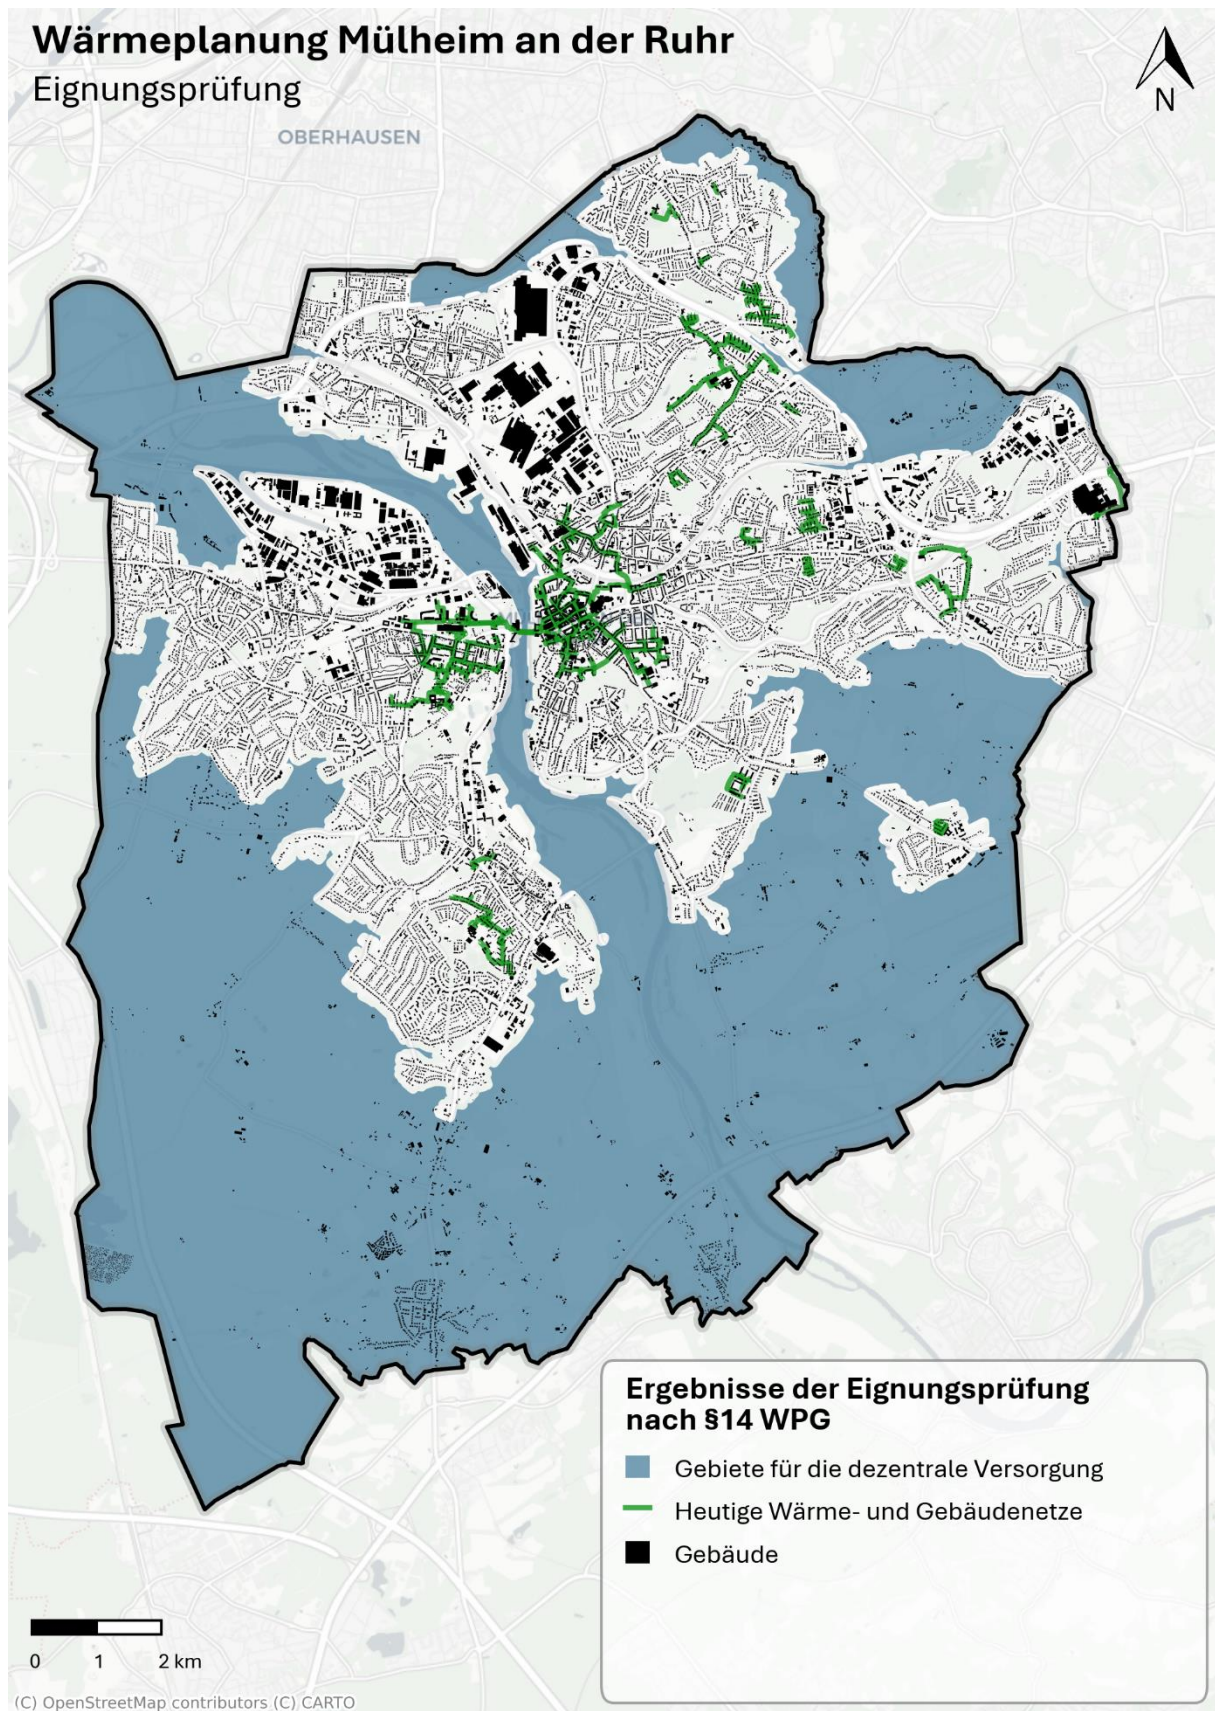 Wärmeplanung Mülheim an der Ruhr
Eignungsprüfung
N
OBERHAUSEN
Ergebnisse der Eignungsprüfung
nach §14 WPG
Gebiete für die dezentrale Versorgung
Heutige Wärme- und Gebäudenetze
Gebäude
0 1 2 km
(C) OpenStreetMap contributors (C) CARTO